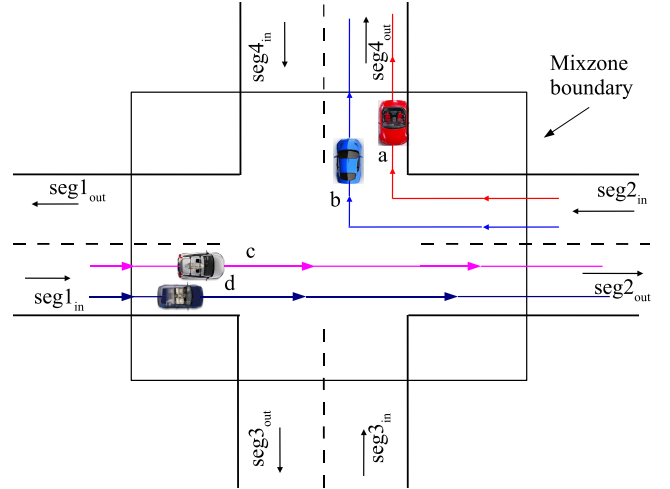 seg4in
seg4out
Mixzone
boundary
a
seg1out
b
seg2in
c
d
seg1in
seg2out
seg3out
seg3in